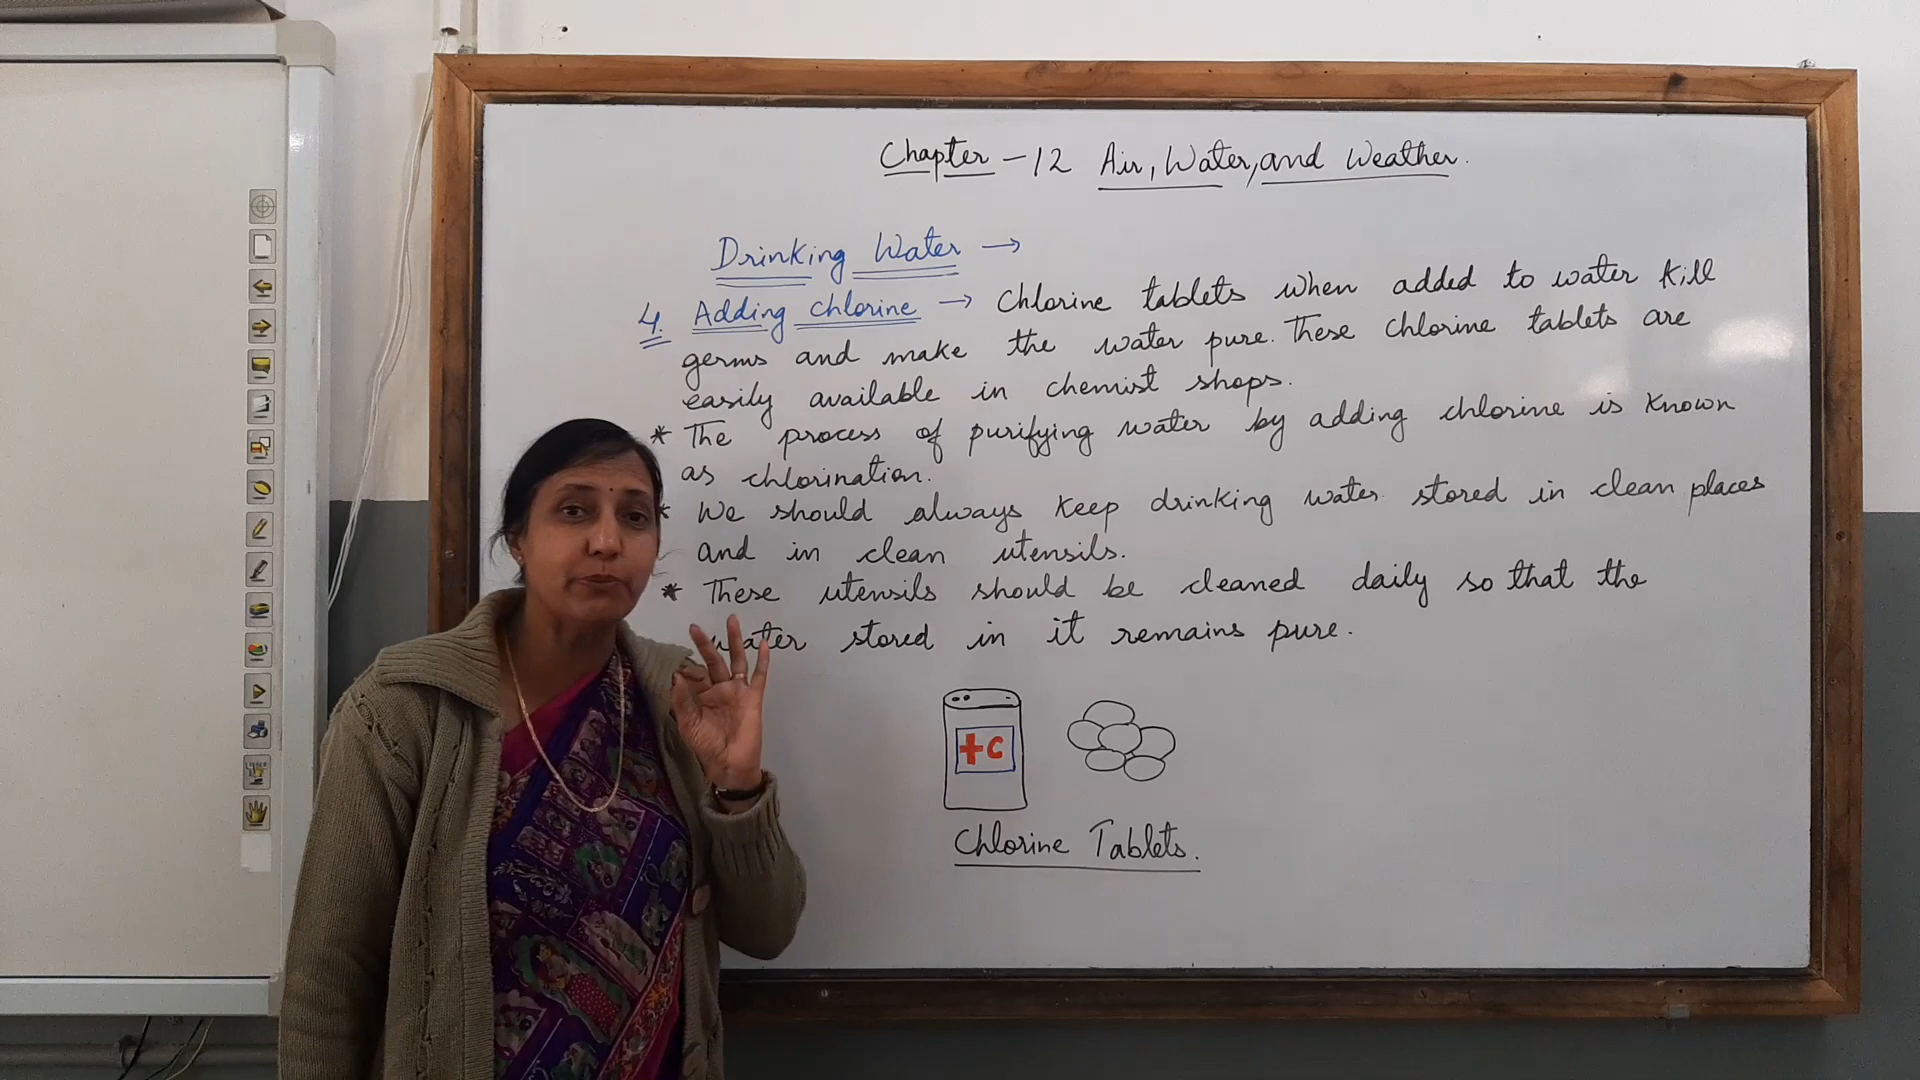 Chapter - 12 Air, Water, and Weather.
Drinking Water →
4. Adding Chlorine → Chlorine tablets when added to water kill
germs and make the water pure. These chlorine tablets are
easily available in chemist shops.
* The process of purifying water by adding chlorine is known
as chlorination.
* We should always keep drinking water stored in clean places
and in clean utensils.
* These utensils should be cleaned daily so that the
water stored in it remains pure.
+C
Chlorine Tablets.